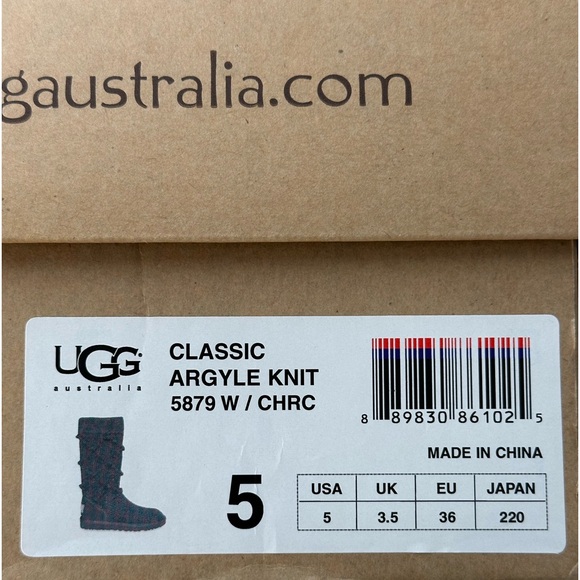 gaustralia.com
UGG
australia
CLASSIC
ARGYLE KNIT
5879 W / CHRC
8 89830 86102 5
MADE IN CHINA
5
USA UK EU JAPAN
5 3.5 36 220